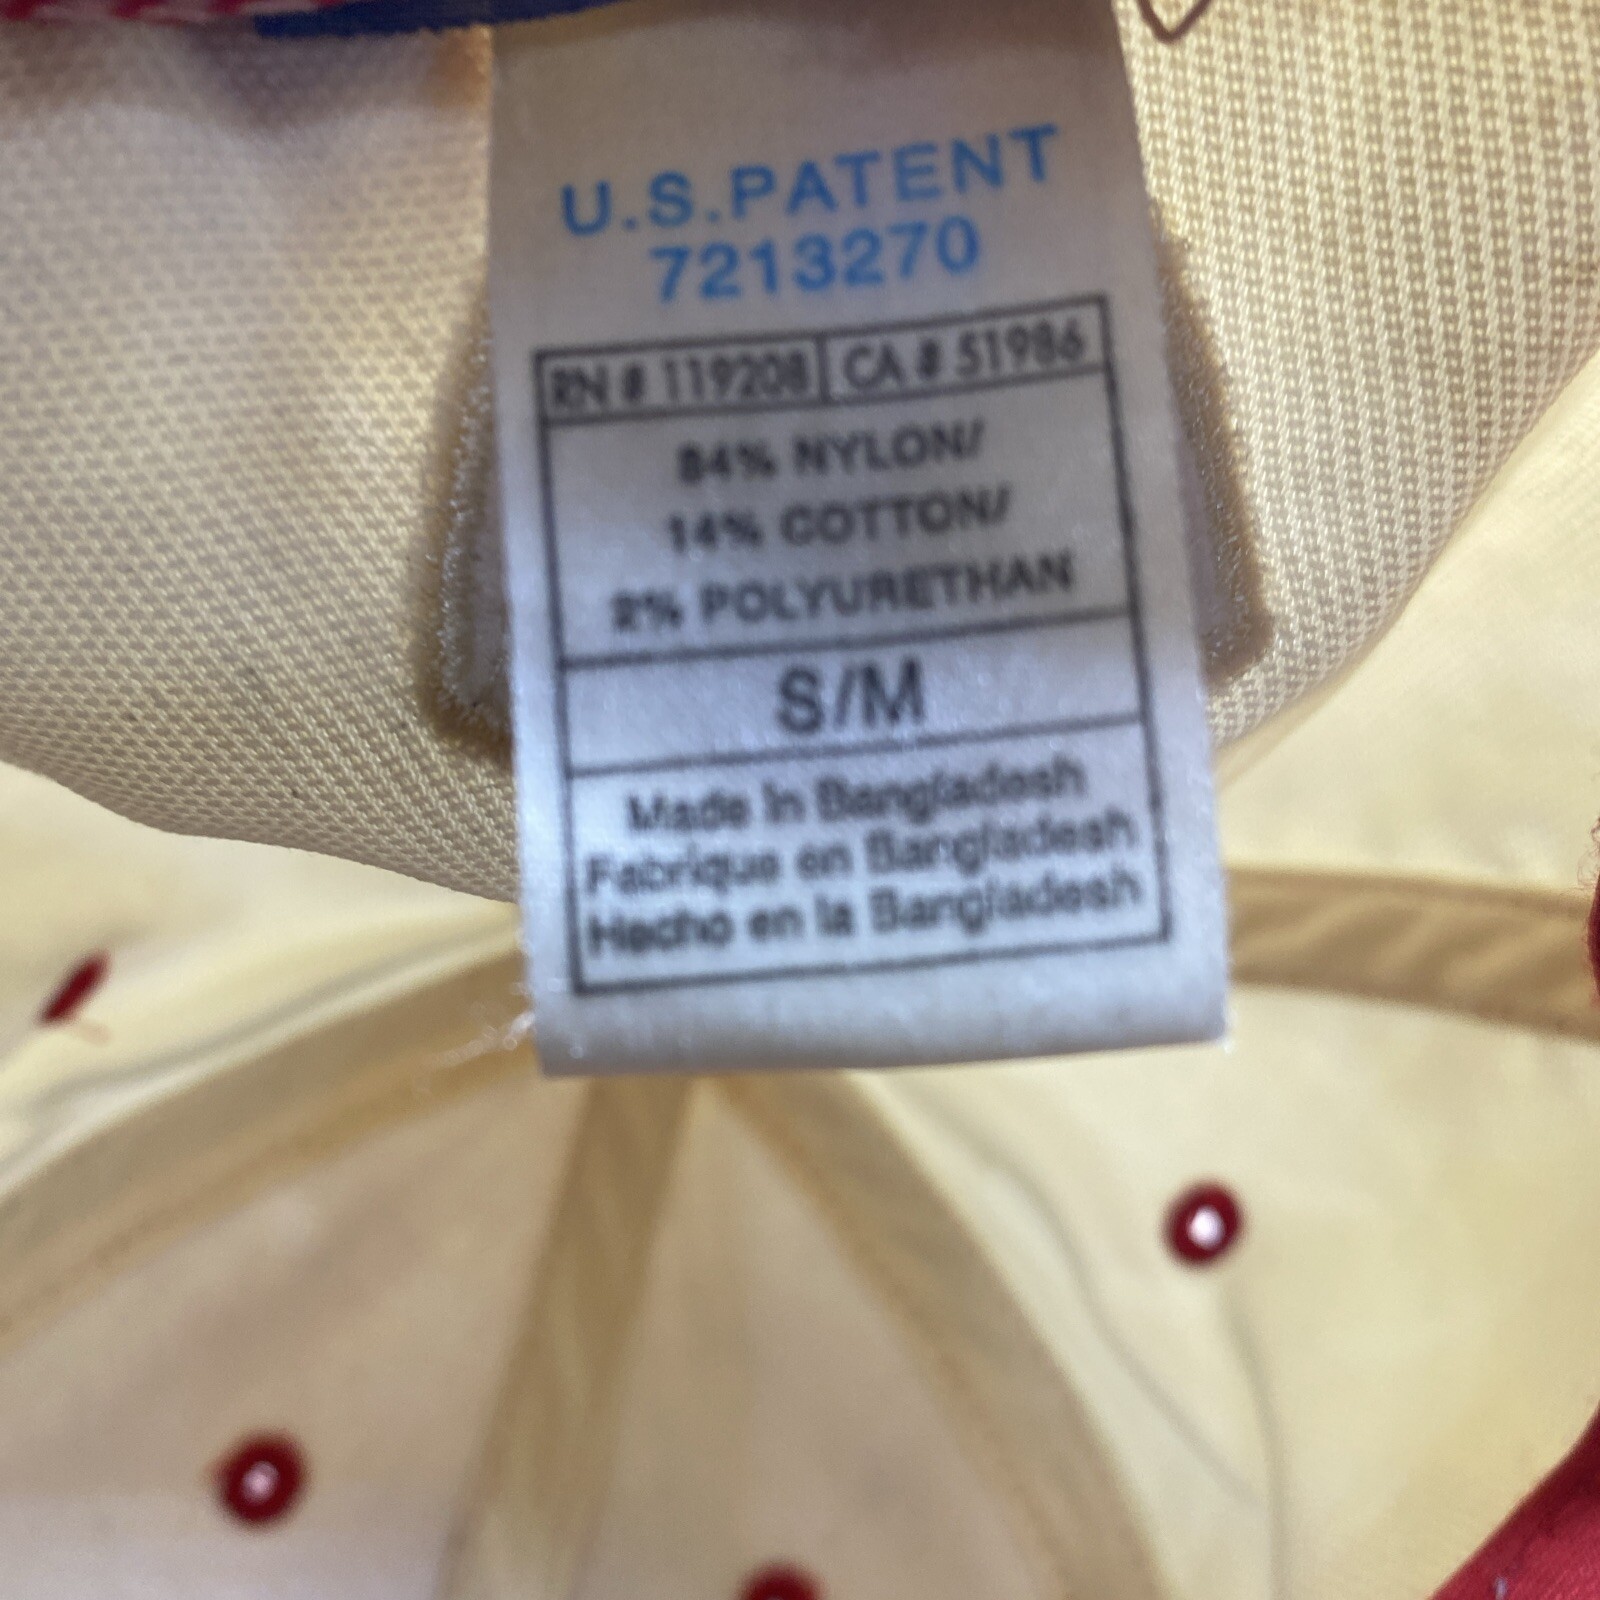 U.S.PATENT
7213270
RN # 119208 CA # 51986
84% NYLON/
14% COTTON/
2% POLYURETHAN
S/M
Made In Bangladesh
Fabrique en Bangladesh
Hecho en la Bangladesh